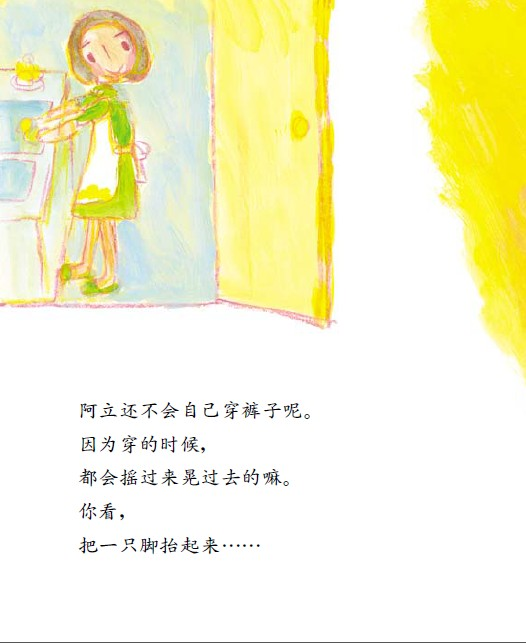 阿立还不会自己穿裤子呢。
因为穿的时候，
都会摇过来晃过去的嘛。
你看，
把一只脚抬起来……